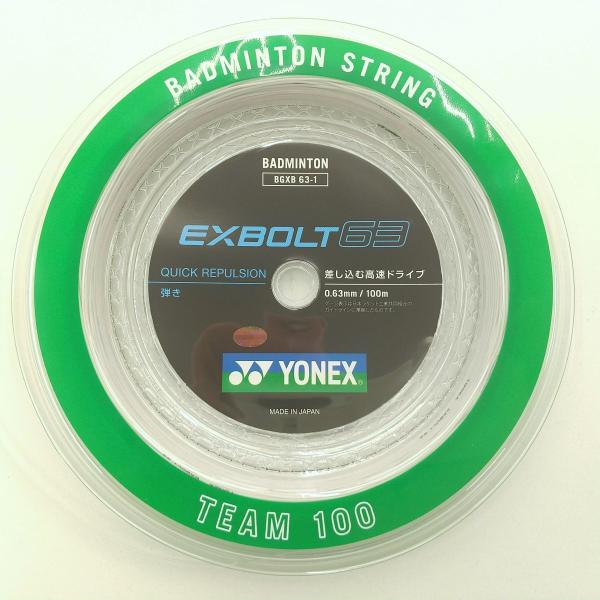 BADMINTON STRING
BADMINTON
BGXB 63-1
EXBOLT63
QUICK REPULSION
弾き
差し込む高速ドライブ
0.63mm / 100m
YONEX
MADE IN JAPAN
TEAM 100